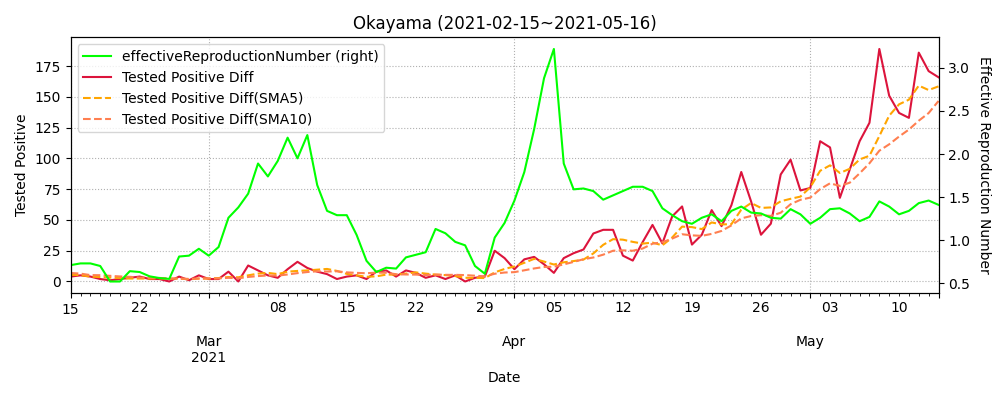 Okayama (2021-02-15~2021-05-16)
effectiveReproductionNumber (right)
Tested Positive Diff
Tested Positive Diff(SMA5)
Tested Positive Diff(SMA10)
Tested Positive
175
150
125
100
75
50
25
0
Effective Reproduction Number
3.0
2.5
2.0
1.5
1.0
0.5
15 22 08 15 22 29 05 12 19 26 03 10
Mar Apr May
2021
Date